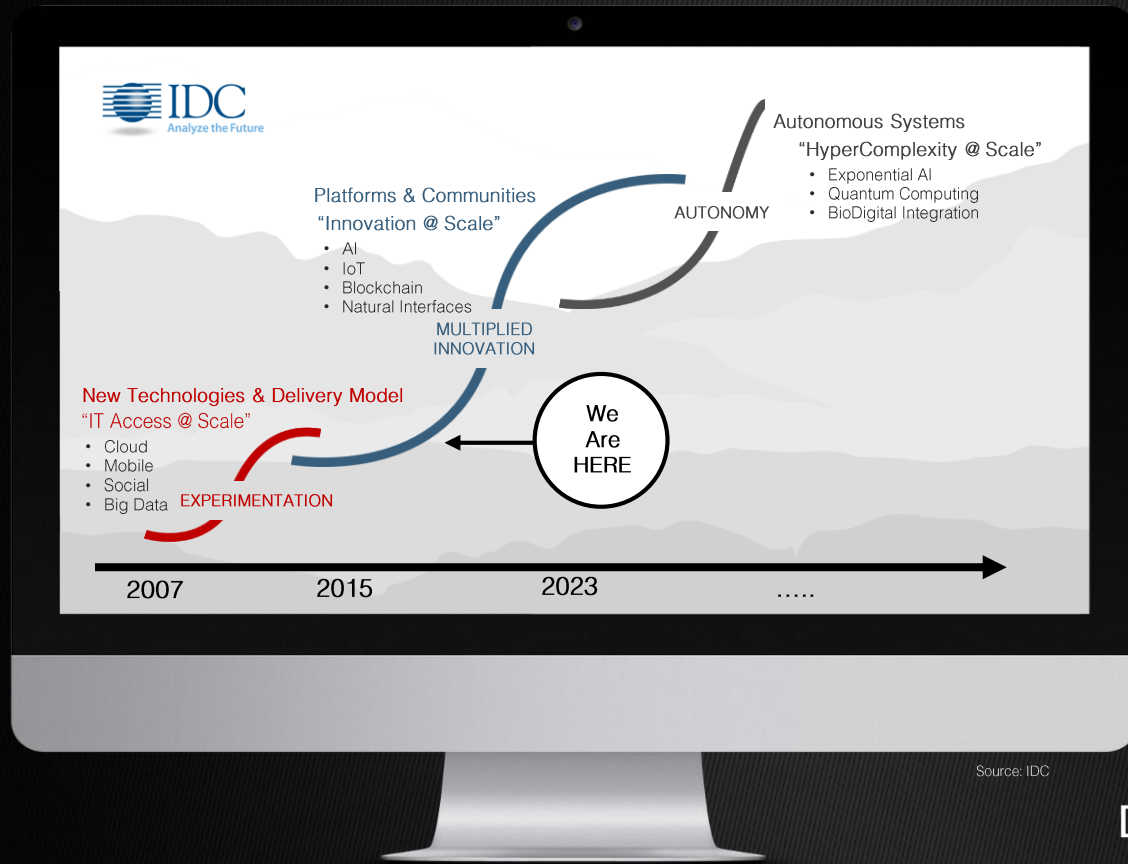 IDC
Analyze the Future
Autonomous Systems
“HyperComplexity @ Scale”
• Exponential AI
• Quantum Computing
• BioDigital Integration
AUTONOMY
Platforms & Communities
“Innovation @ Scale”
• AI
• IoT
• Blockchain
• Natural Interfaces
MULTIPLIED
INNOVATION
New Technologies & Delivery Model
“IT Access @ Scale”
• Cloud
• Mobile
• Social
• Big Data
EXPERIMENTATION
We
Are
HERE
2007
2015
2023
.....
Source: IDC